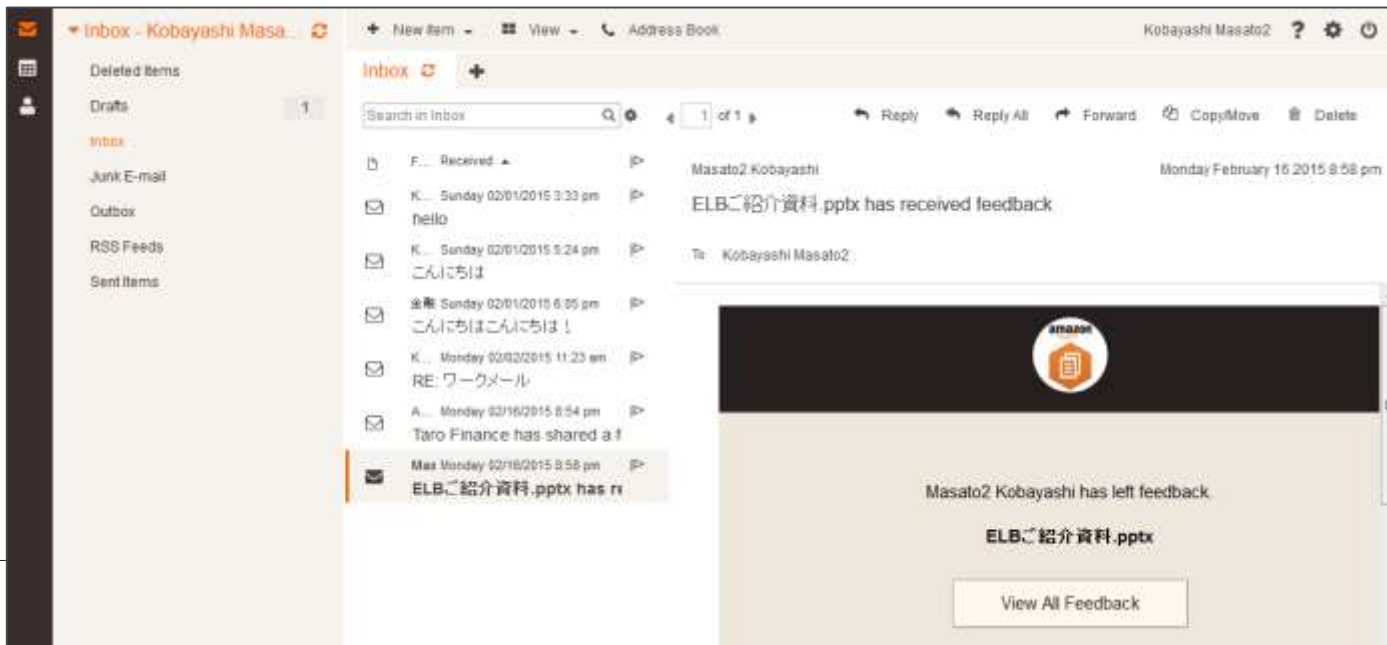 Inbox - Kobayashi Masa...
Deleted Items
Drafts 1
Inbox
Junk E-mail
Outbox
RSS Feeds
Sent Items
New Item View Address Book
Kobayashi Masato2 ?
Inbox
Search in Inbox
F... Received
K... Sunday 02/01/2015 3:33 pm
hello
K... Sunday 02/01/2015 5:24 pm
こんにちは
金融 Sunday 02/01/2015 6:05 pm
こんにちはこんにちは！
K... Monday 02/02/2015 11:23 am
RE: ワークメール
A... Monday 02/16/2015 8:54 pm
Taro Finance has shared a f
Mas Monday 02/16/2015 8:58 pm
ELBご紹介資料.pptx has re
1 of 1
Reply Reply All Forward Copy/Move Delete
Masato2 Kobayashi Monday February 16 2015 8:58 pm
ELBご紹介資料.pptx has received feedback
To Kobayashi Masato2
amazon
Masato2 Kobayashi has left feedback.
ELBご紹介資料.pptx
View All Feedback